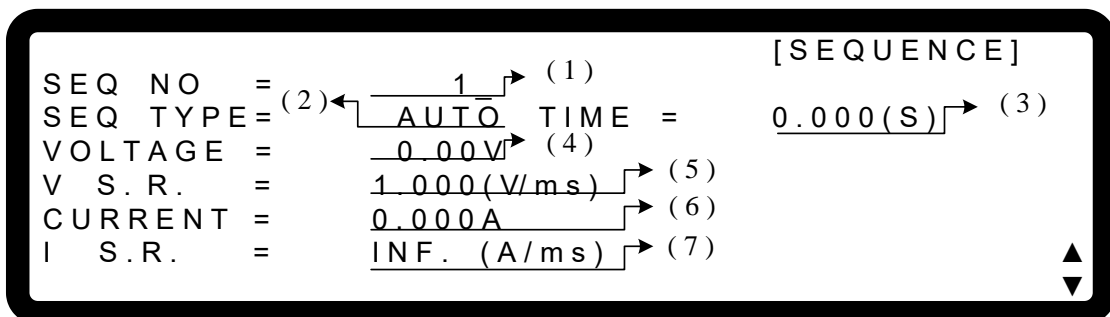 [SEQUENCE]
SEQ NO = 1 (1)
SEQ TYPE= (2) AUTO TIME = 0.000(S) (3)
VOLTAGE = 0.00V (4)
V S.R. = 1.000(V/ms) (5)
CURRENT = 0.000A (6)
I S.R. = INF. (A/ms) (7)
▲
▼